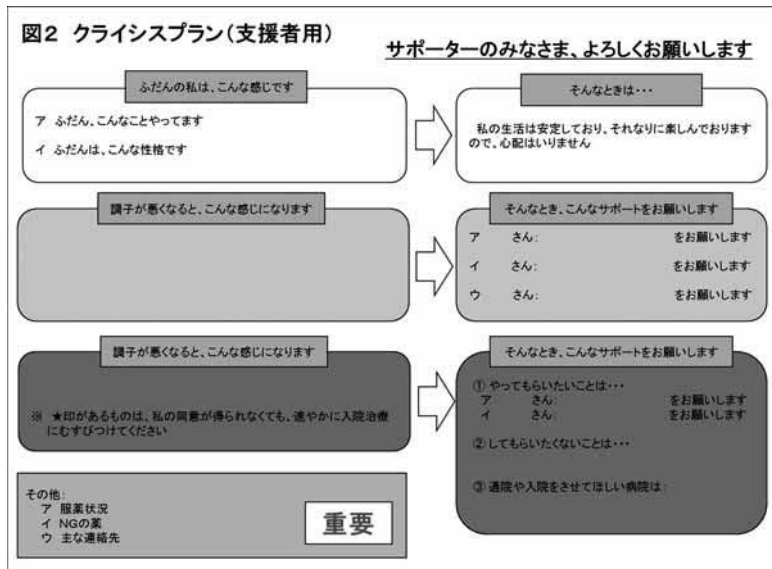 図2 クライシスプラン(支援者用)
サポーターのみなさま、よろしくお願いします
ふだんの私は、こんな感じです
ア ふだん、こんなことやってます
イ ふだんは、こんな性格です
そんなときは・・・
私の生活は安定しており、それなりに楽しんでおります
ので、心配はいりません
調子が悪くなると、こんな感じになります
そんなとき、こんなサポートをお願いします
ア さん: をお願いします
イ さん: をお願いします
ウ さん: をお願いします
調子が悪くなると、こんな感じになります
※ ★印があるものは、私の同意が得られなくても、速やかに入院治療
にむすびつけてください
そんなとき、こんなサポートをお願いします
① やってもらいたいことは・・・
ア さん: をお願いします
イ さん: をお願いします
② してもらいたくないことは・・・
③ 通院や入院をさせてほしい病院は:
その他:
ア 服薬状況
イ NGの薬
ウ 主な連絡先
重要